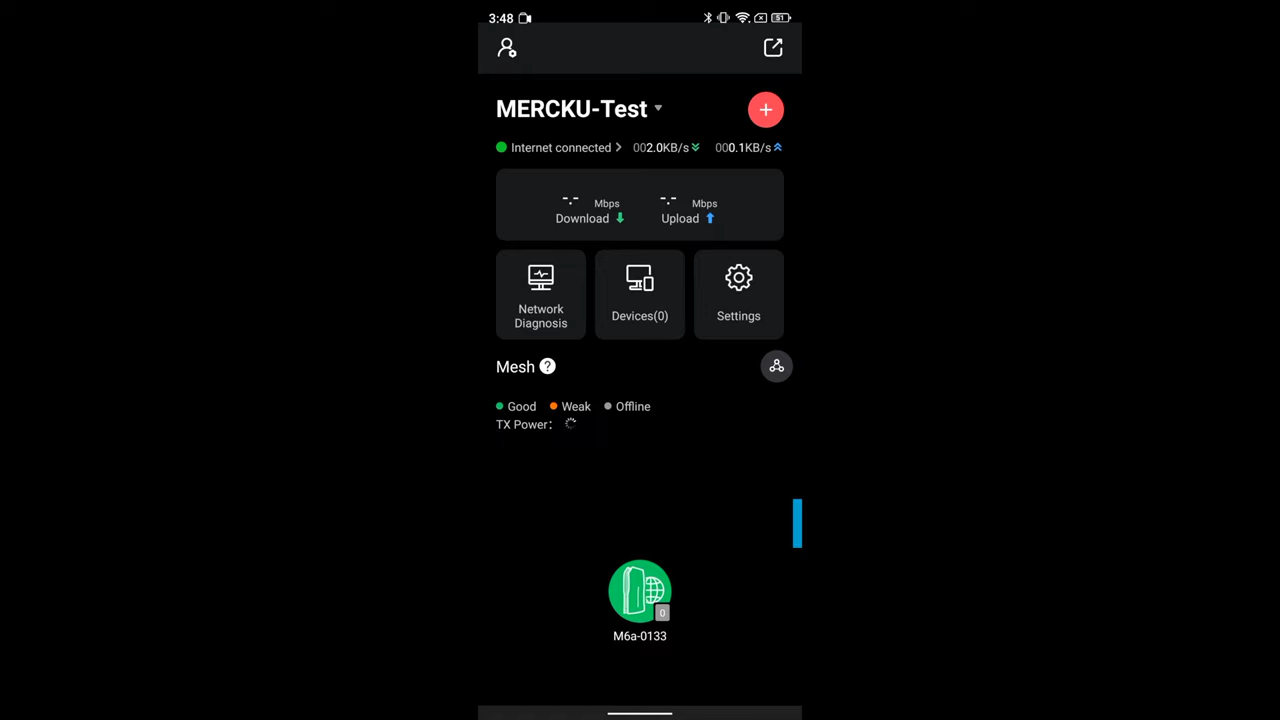 3:48 51
MERCKU-Test
Internet connected 002.0KB/s 000.1KB/s
-.- Mbps -.- Mbps
Download Upload
Network Diagnosis
Devices(0)
Settings
Mesh ?
Good Weak Offline
TX Power:
0
M6a-0133